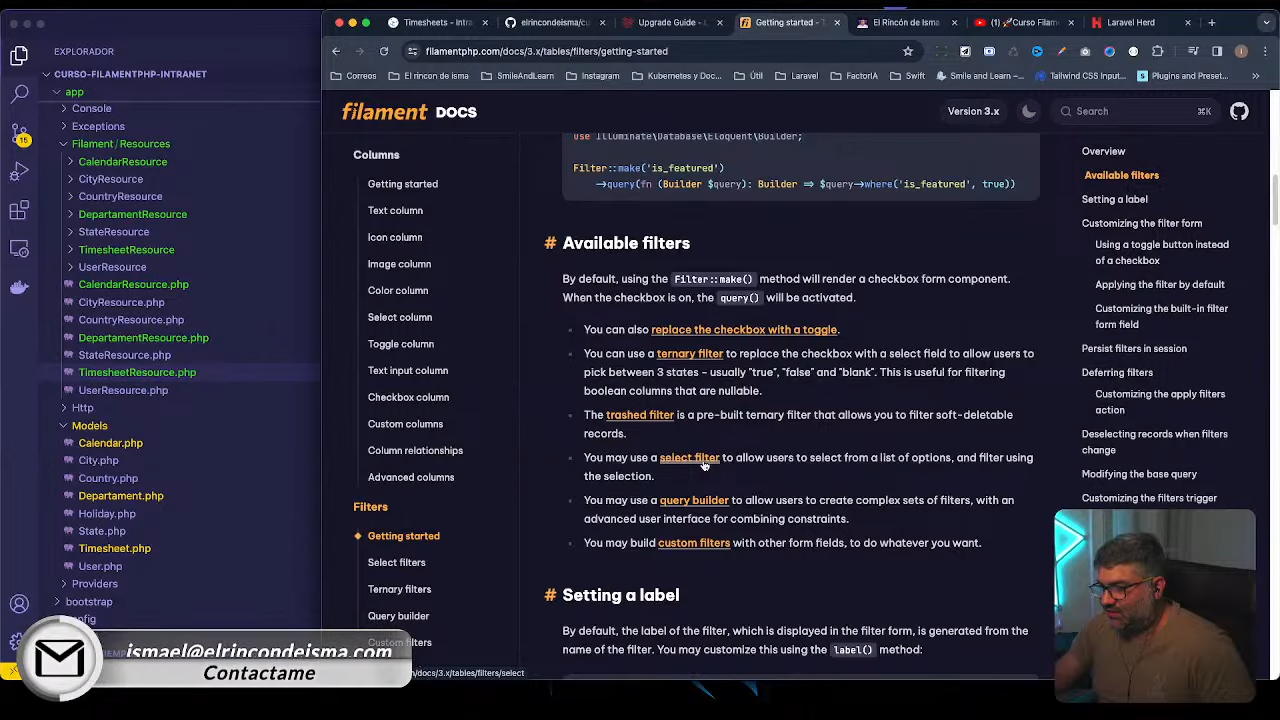 Timesheets - Intra
elrincondeisma/cu
Upgrade Guide - L
Getting started - T
El Rincón de Isma
(1) 🚀Curso Filame
Laravel Herd
EXPLORADOR
filamentphp.com/docs/3.x/tables/filters/getting-started
CURSO-FILAMENTPHP-INTRANET
Correos
El rincon de isma
SmileAndLearn
Instagram
Kubernetes y Doc...
Útil
Laravel
FactorIA
Swift
Smile and Learn
Tailwind CSS Input...
Plugins and Preset...
»
app
Console
Exceptions
Filament / Resources
CalendarResource
CityResource
CountryResource
DepartamentResource
StateResource
TimesheetResource
UserResource
CalendarResource.php
CityResource.php
CountryResource.php
DepartamentResource.php
StateResource.php
TimesheetResource.php
UserResource.php
Http
Models
Calendar.php
City.php
Country.php
Departament.php
Holiday.php
State.php
Timesheet.php
User.php
Providers
bootstrap
15
filament DOCS
Version 3.x
Search
⌘K
Columns
Getting started
Text column
Icon column
Image column
Color column
Select column
Toggle column
Text input column
Checkbox column
Custom columns
Column relationships
Advanced columns
Filters
Getting started
Select filters
Ternary filters
Query builder
Custom filters
use Illuminate\Database\Eloquent\Builder;
Filter::make('is_featured')
->query(fn (Builder $query): Builder => $query->where('is_featured', true))
# Available filters
By default, using the Filter::make() method will render a checkbox form component.
When the checkbox is on, the query() will be activated.
You can also replace the checkbox with a toggle.
You can use a ternary filter to replace the checkbox with a select field to allow users to
pick between 3 states - usually "true", "false" and "blank". This is useful for filtering
boolean columns that are nullable.
The trashed filter is a pre-built ternary filter that allows you to filter soft-deletable
records.
You may use a select filter to allow users to select from a list of options, and filter using
the selection.
You may use a query builder to allow users to create complex sets of filters, with an
advanced user interface for combining constraints.
You may build custom filters with other form fields, to do whatever you want.
# Setting a label
By default, the label of the filter, which is displayed in the filter form, is generated from the
name of the filter. You may customize this using the label() method:
Overview
Available filters
Setting a label
Customizing the filter form
Using a toggle button instead
of a checkbox
Applying the filter by default
Customizing the built-in filter
form field
Persist filters in session
Deferring filters
Customizing the apply filters
action
Deselecting records when filters
change
Modifying the base query
Customizing the filters trigger
ismael@elrincondeisma.com
Contactame